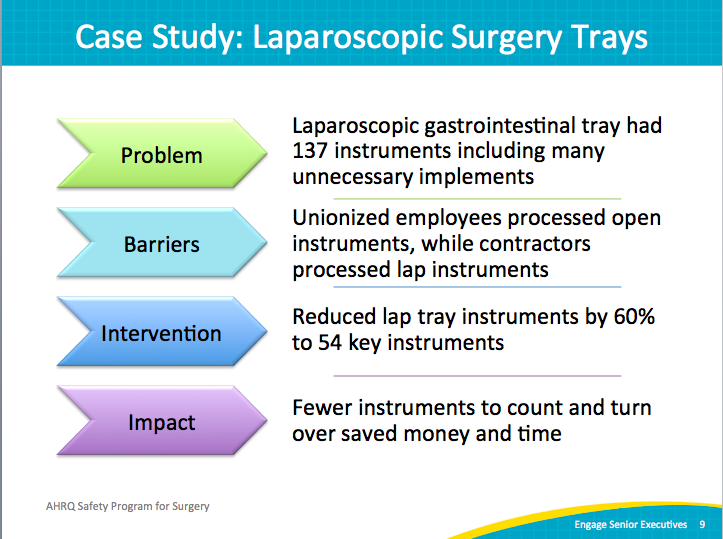 Case Study: Laparoscopic Surgery Trays
Problem
Laparoscopic gastrointestinal tray had
137 instruments including many
unnecessary implements
Barriers
Unionized employees processed open
instruments, while contractors
processed lap instruments
Intervention
Reduced lap tray instruments by 60%
to 54 key instruments
Impact
Fewer instruments to count and turn
over saved money and time
AHRQ Safety Program for Surgery
Engage Senior Executives 9